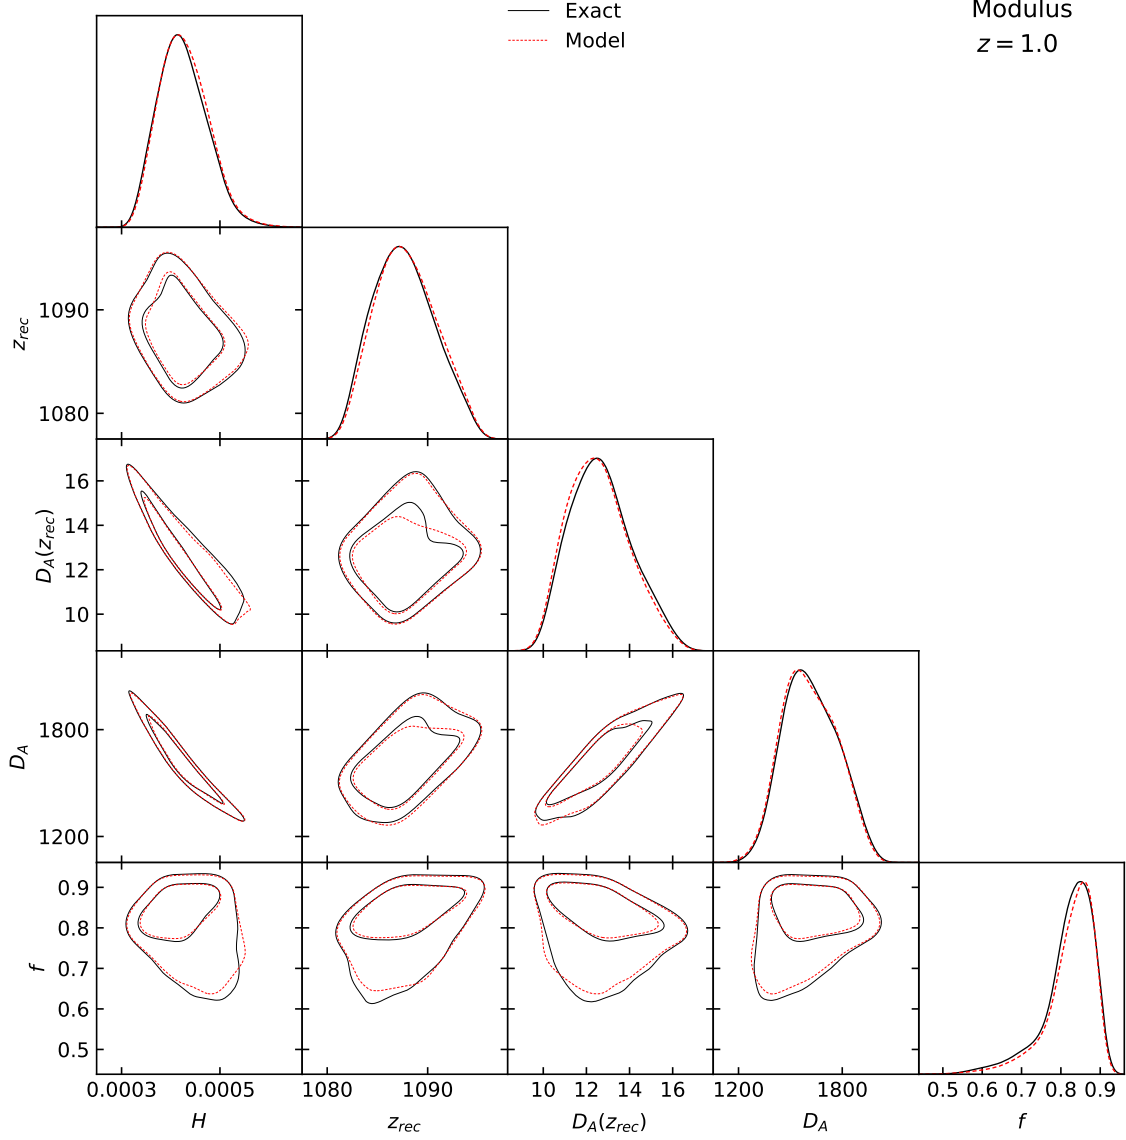 Exact
Model
Modulus
z = 1.0
z_rec
1090
1080
D_A(z_rec)
16
14
12
10
D_A
1800
1200
f
0.9
0.8
0.7
0.6
0.5
0.0003 0.0005 1080 1090 10 12 14 16 1200 1800 0.5 0.6 0.7 0.8 0.9
H z_rec D_A(z_rec) D_A f